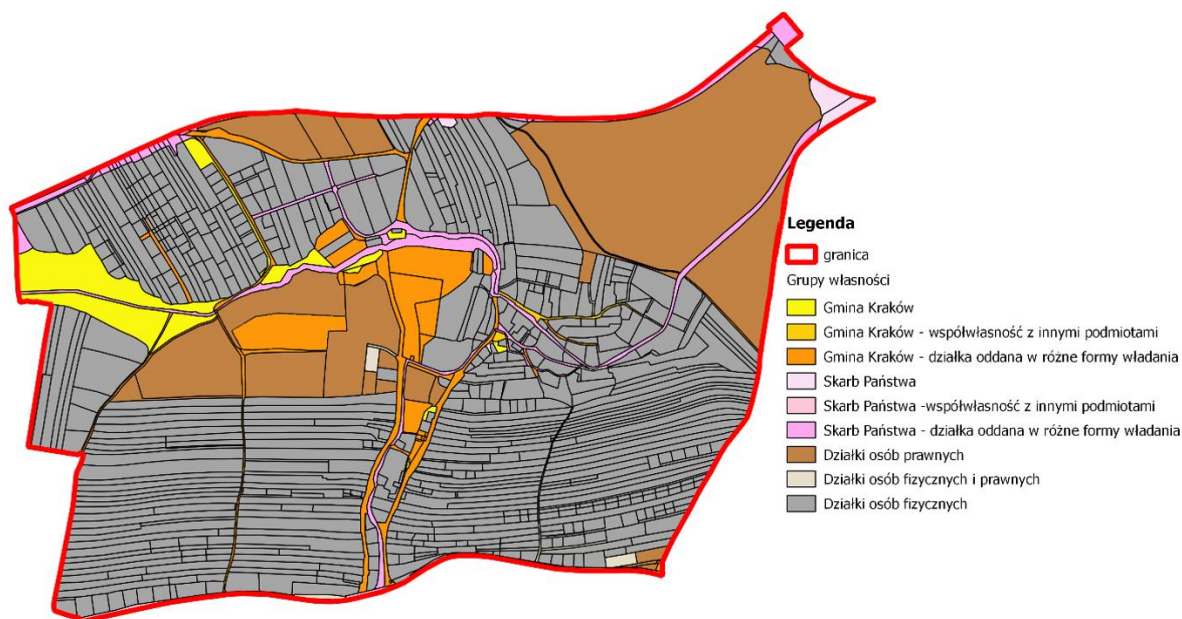 Legenda
granica
Grupy własności
Gmina Kraków
Gmina Kraków - współwłasność z innymi podmiotami
Gmina Kraków - działka oddana w różne formy władania
Skarb Państwa
Skarb Państwa -współwłasność z innymi podmiotami
Skarb Państwa - działka oddana w różne formy władania
Działki osób prawnych
Działki osób fizycznych i prawnych
Działki osób fizycznych